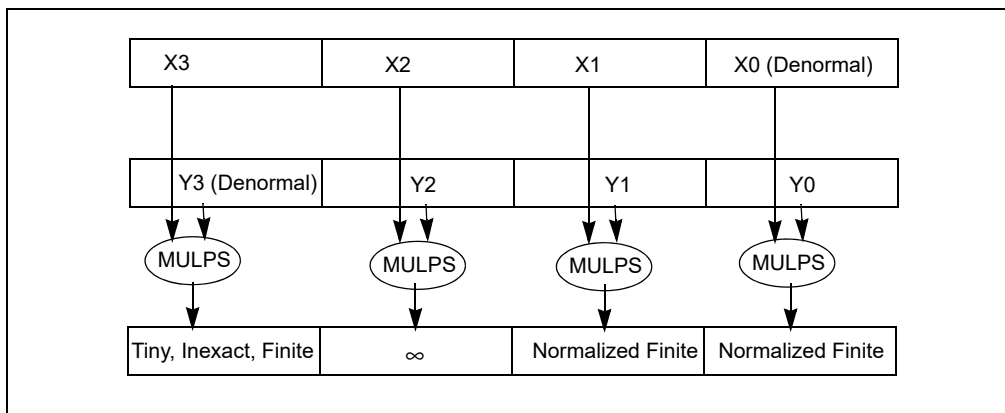 X3 X2 X1 X0 (Denormal)
Y3 (Denormal) Y2 Y1 Y0
MULPS MULPS MULPS MULPS
Tiny, Inexact, Finite ∞ Normalized Finite Normalized Finite